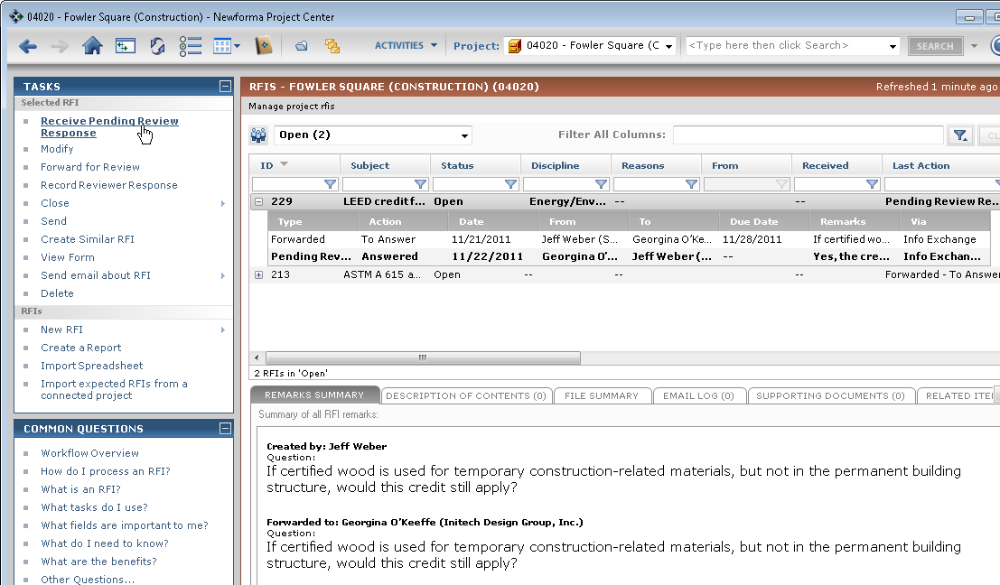 04020 - Fowler Square (Construction) - Newforma Project Center
ACTIVITIES Project: 04020 - Fowler Square (C <Type here then click Search> SEARCH
TASKS
Selected RFI
Receive Pending Review
Response
Modify
Forward for Review
Record Reviewer Response
Close
Send
Create Similar RFI
View Form
Send email about RFI
Delete
RFIs
New RFI
Create a Report
Import Spreadsheet
Import expected RFIs from a
connected project
COMMON QUESTIONS
Workflow Overview
How do I process an RFI?
What is an RFI?
What tasks do I use?
What fields are important to me?
What do I need to know?
What are the benefits?
Other Questions...
RFIS - FOWLER SQUARE (CONSTRUCTION) (04020) Refreshed 1 minute ago
Manage project rfis
Open (2) Filter All Columns: CL
ID Subject Status Discipline Reasons From Received Last Action
229 LEED credit f... Open Energy/Env... -- -- Pending Review Re...
Type Action Date From To Due Date Remarks Via
Forwarded To Answer 11/21/2011 Jeff Weber (S... Georgina O'Ke... 11/28/2011 If certified wo... Info Exchange
Pending Rev... Answered 11/22/2011 Georgina O'... Jeff Weber (... -- Yes, the cre... Info Exchan...
213 ASTM A 615 a... Open -- -- -- Forwarded - To Answer
2 RFIs in 'Open'
REMARKS SUMMARY DESCRIPTION OF CONTENTS (0) FILE SUMMARY EMAIL LOG (0) SUPPORTING DOCUMENTS (0) RELATED ITE
Summary of all RFI remarks:
Created by: Jeff Weber
Question:
If certified wood is used for temporary construction-related materials, but not in the permanent building
structure, would this credit still apply?
Forwarded to: Georgina O'Keeffe (Initech Design Group, Inc.)
Question:
If certified wood is used for temporary construction-related materials, but not in the permanent building
structure, would this credit still apply?